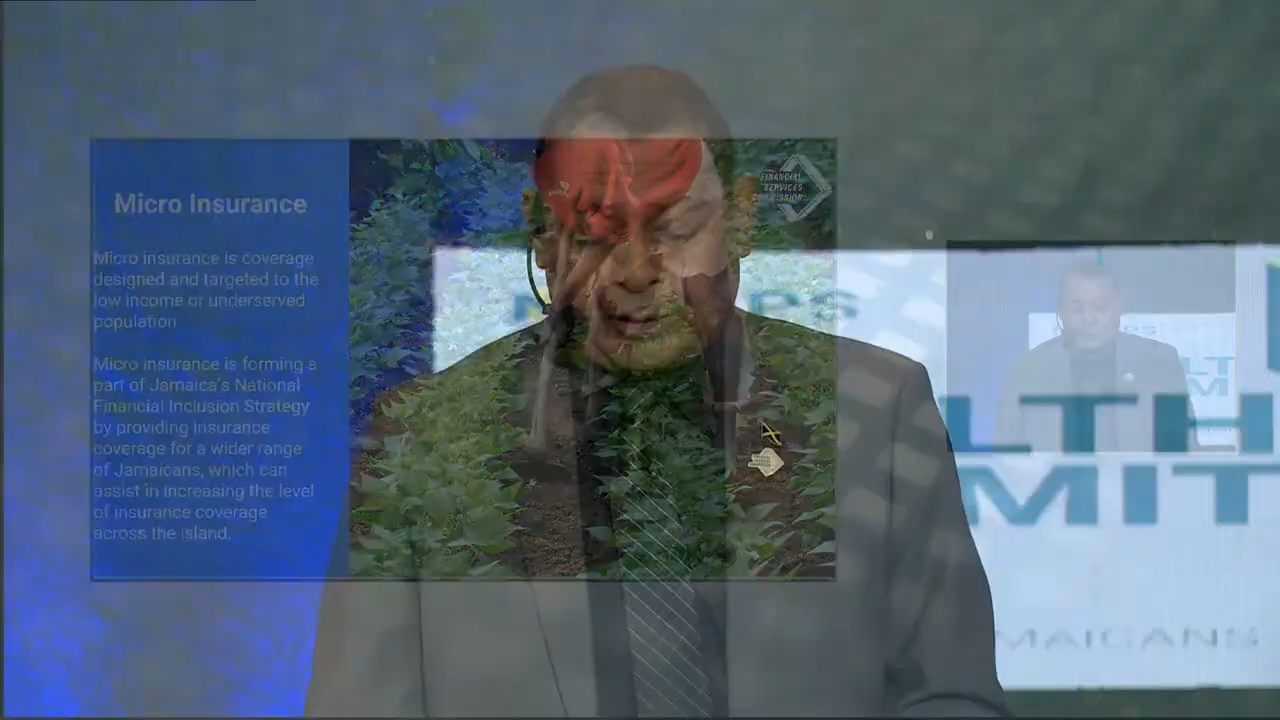 Micro Insurance
Micro insurance is coverage
designed and targeted to the
low income or underserved
population
Micro insurance is forming a
part of Jamaica's National
Financial Inclusion Strategy
by providing insurance
coverage for a wider range
of Jamaicans, which can
assist in increasing the level
of insurance coverage
across the island.
FINANCIAL
SERVICES
COMMISSION
LTH
MIT
MAICANS